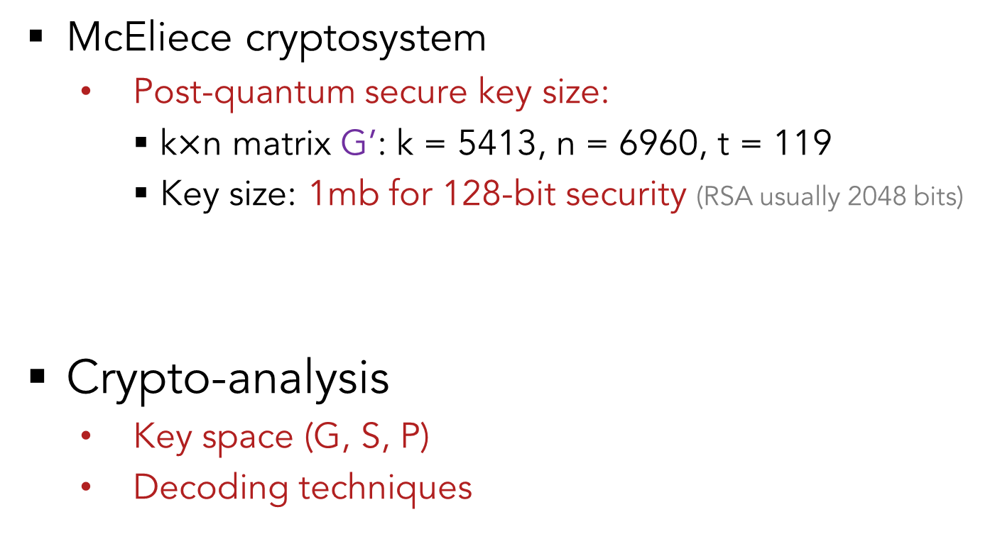 ▪ McEliece cryptosystem
• Post-quantum secure key size:
▪ k×n matrix G’: k = 5413, n = 6960, t = 119
▪ Key size: 1mb for 128-bit security (RSA usually 2048 bits)
▪ Crypto-analysis
• Key space (G, S, P)
• Decoding techniques